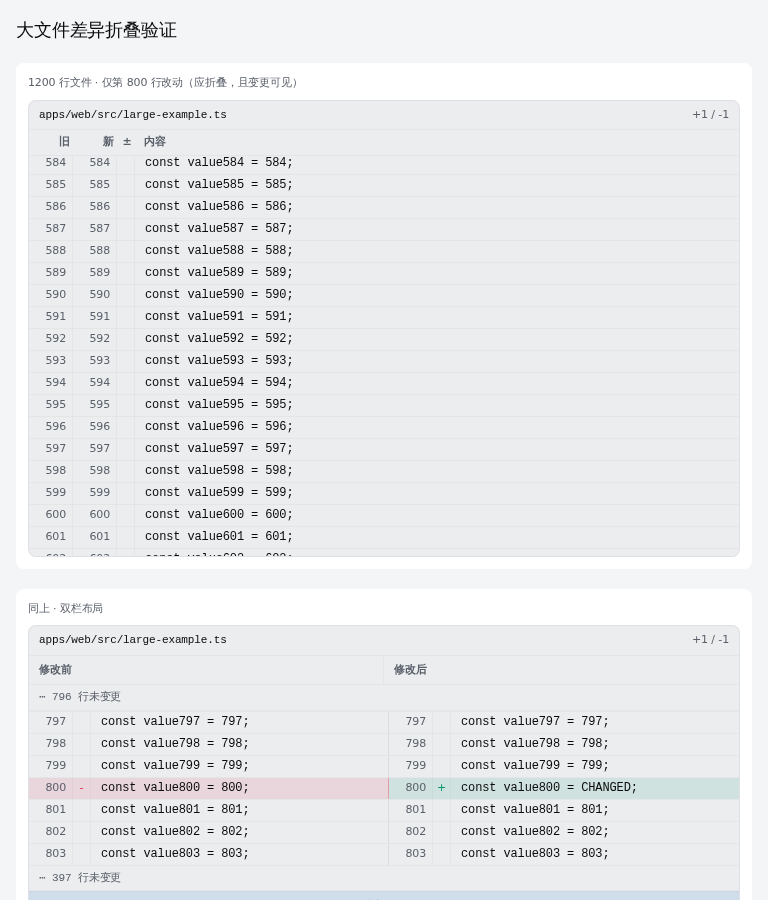 大文件差异折叠验证
1200 行文件 · 仅第 800 行改动（应折叠，且变更可见）
apps/web/src/large-example.ts +1 / -1
旧 新 ± 内容
584 584 const value584 = 584;
585 585 const value585 = 585;
586 586 const value586 = 586;
587 587 const value587 = 587;
588 588 const value588 = 588;
589 589 const value589 = 589;
590 590 const value590 = 590;
591 591 const value591 = 591;
592 592 const value592 = 592;
593 593 const value593 = 593;
594 594 const value594 = 594;
595 595 const value595 = 595;
596 596 const value596 = 596;
597 597 const value597 = 597;
598 598 const value598 = 598;
599 599 const value599 = 599;
600 600 const value600 = 600;
601 601 const value601 = 601;
同上 · 双栏布局
apps/web/src/large-example.ts +1 / -1
修改前 修改后
⋯ 796 行未变更
797 const value797 = 797; 797 const value797 = 797;
798 const value798 = 798; 798 const value798 = 798;
799 const value799 = 799; 799 const value799 = 799;
800 - const value800 = 800; 800 + const value800 = CHANGED;
801 const value801 = 801; 801 const value801 = 801;
802 const value802 = 802; 802 const value802 = 802;
803 const value803 = 803; 803 const value803 = 803;
⋯ 397 行未变更